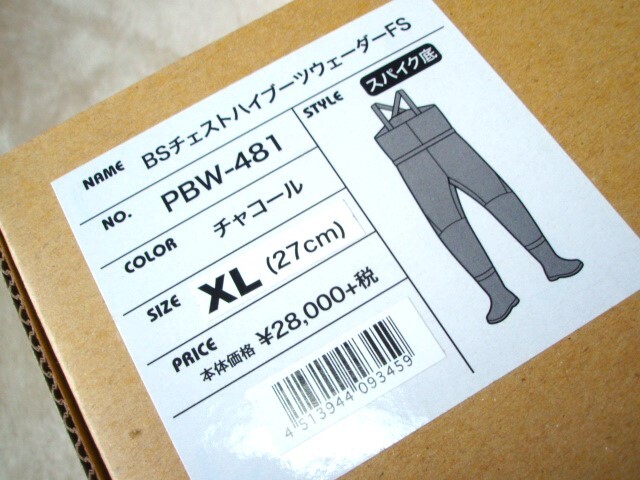 NAME BSチェストハイブーツウェーダーFS
NO. PBW-481
COLOR チャコール
SIZE XL (27cm)
PRICE 本体価格 ¥28,000+税
4 513944 093459
STYLE スパイク底